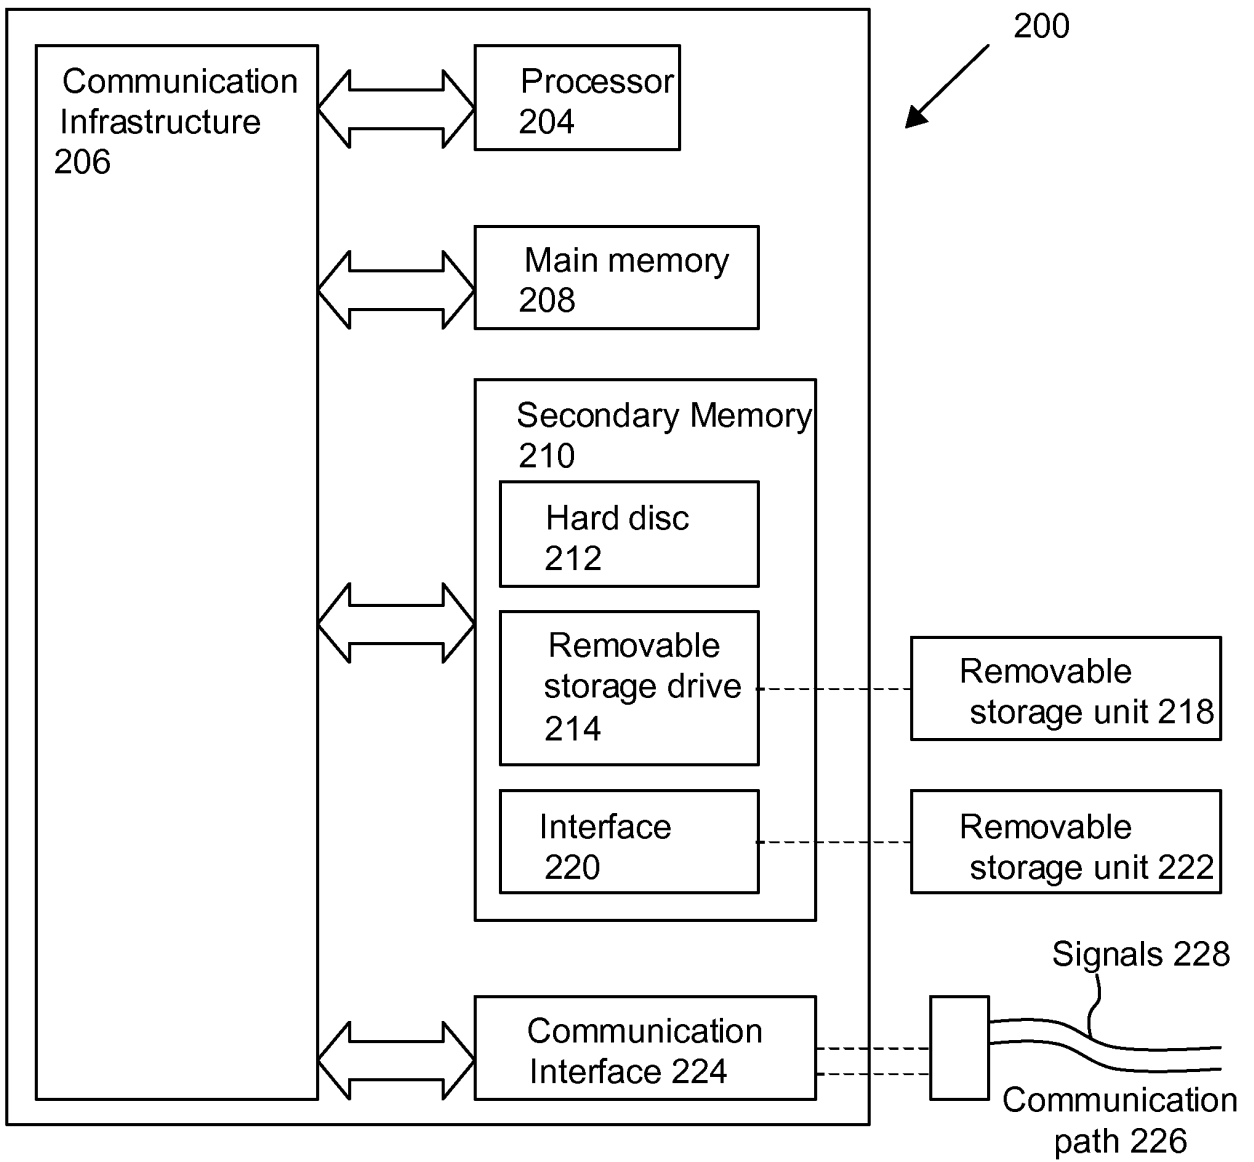 200
Communication
Infrastructure
206
Processor
204
Main memory
208
Secondary Memory
210
Hard disc
212
Removable
storage drive
214
Removable
storage unit 218
Interface
220
Removable
storage unit 222
Signals 228
Communication
Interface 224
Communication
path 226